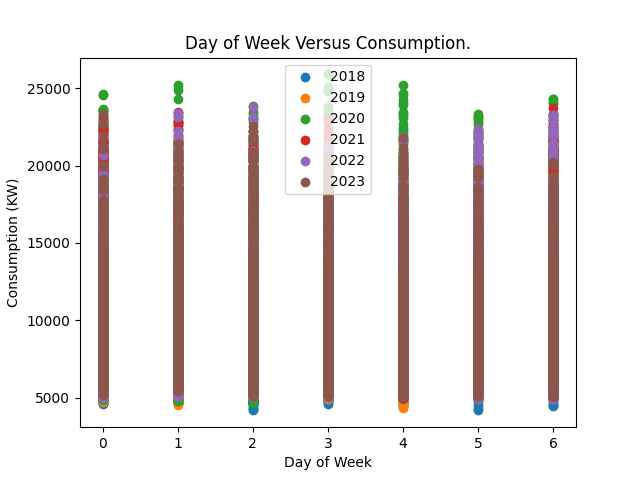 Day of Week Versus Consumption.
Consumption (KW)
25000
20000
15000
10000
5000
2018
2019
2020
2021
2022
2023
0 1 2 3 4 5 6
Day of Week